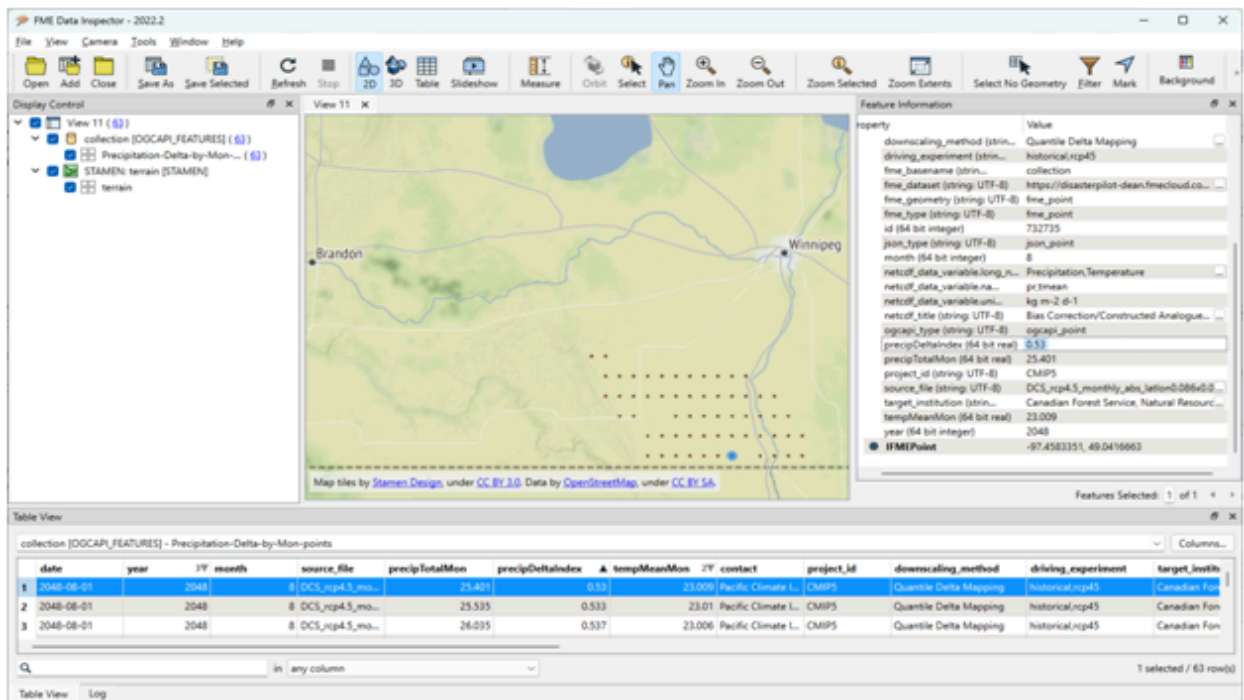 FME Data Inspector - 2022.2
File View Camera Tools Window Help
Open Add Close Save As Save Selected Refresh Stop 2D 3D Table Slideshow Measure Orbit Select Pan Zoom In Zoom Out Zoom Selected Zoom Extents Select No Geometry Filter Mark Background
Display Control
View 11
Feature Information
View 11 (63)
collection [OGCAPI_FEATURES] (63)
Precipitation-Delta-by-Mon-... (63)
STAMEN: terrain [STAMEN]
terrain
Brandon
Winnipeg
Map tiles by Stamen Design, under CC BY 3.0. Data by OpenStreetMap, under CC BY SA.
roperty Value
downscaling_method (strin... Quantile Delta Mapping ...
driving_experiment (strin... historical,rcp45
fme_basename (strin... collection
fme_dataset (string: UTF-8) https://disasterpilot-dean.fmecloud.co... ...
fme_geometry (string: UTF-8) fme_point
fme_type (string: UTF-8) fme_point
id (64 bit integer) 732735
json_type (string: UTF-8) json_point
month (64 bit integer) 8
netcdf_data_variable.long_n... Precipitation,Temperature ...
netcdf_data_variable.na... pr,tmean
netcdf_data_variable.uni... kg m-2 d-1
netcdf_title (string: UTF-8) Bias Correction/Constructed Analogue... ...
ogcapi_type (string: UTF-8) ogcapi_point
precipDeltaIndex (64 bit real) 0.53
precipTotalMon (64 bit real) 25.401
project_id (string: UTF-8) CMIP5
source_file (string: UTF-8) DCS_rcp4.5_monthly_abs_lation0.086x0.0... ...
target_institution (strin... Canadian Forest Service, Natural Resourc... ...
tempMeanMon (64 bit real) 23.009
year (64 bit integer) 2048
IFMEPoint -97.4583351, 49.0416663
Features Selected: 1 of 1
Table View
collection [OGCAPI_FEATURES] - Precipitation-Delta-by-Mon-points Columns...
date year month source_file precipTotalMon precipDeltaIndex tempMeanMon contact project_id downscaling_method driving_experiment target_instit
1 2048-08-01 2048 8 DCS_rcp4.5_mo... 25.401 0.53 23.009 Pacific Climate I... CMIP5 Quantile Delta Mapping historical,rcp45 Canadian Fore
2 2048-08-01 2048 8 DCS_rcp4.5_mo... 25.535 0.533 23.01 Pacific Climate I... CMIP5 Quantile Delta Mapping historical,rcp45 Canadian Fore
3 2048-08-01 2048 8 DCS_rcp4.5_mo... 26.035 0.537 23.006 Pacific Climate I... CMIP5 Quantile Delta Mapping historical,rcp45 Canadian Fore
in any column
1 selected / 63 row(s)
Table View Log